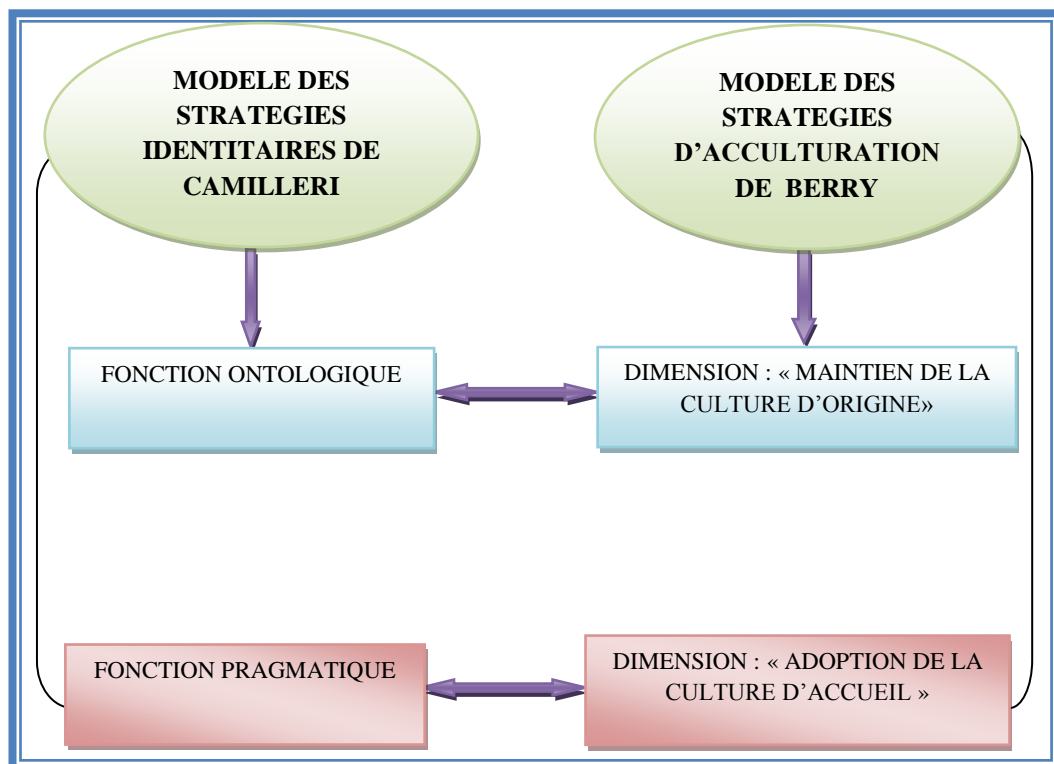 MODELE DES
STRATEGIES
IDENTITAIRES DE
CAMILLERI
MODELE DES
STRATEGIES
D’ACCULTURATION
DE BERRY
FONCTION ONTOLOGIQUE
DIMENSION : « MAINTIEN DE LA
CULTURE D’ORIGINE»
FONCTION PRAGMATIQUE
DIMENSION : « ADOPTION DE LA
CULTURE D’ACCUEIL »